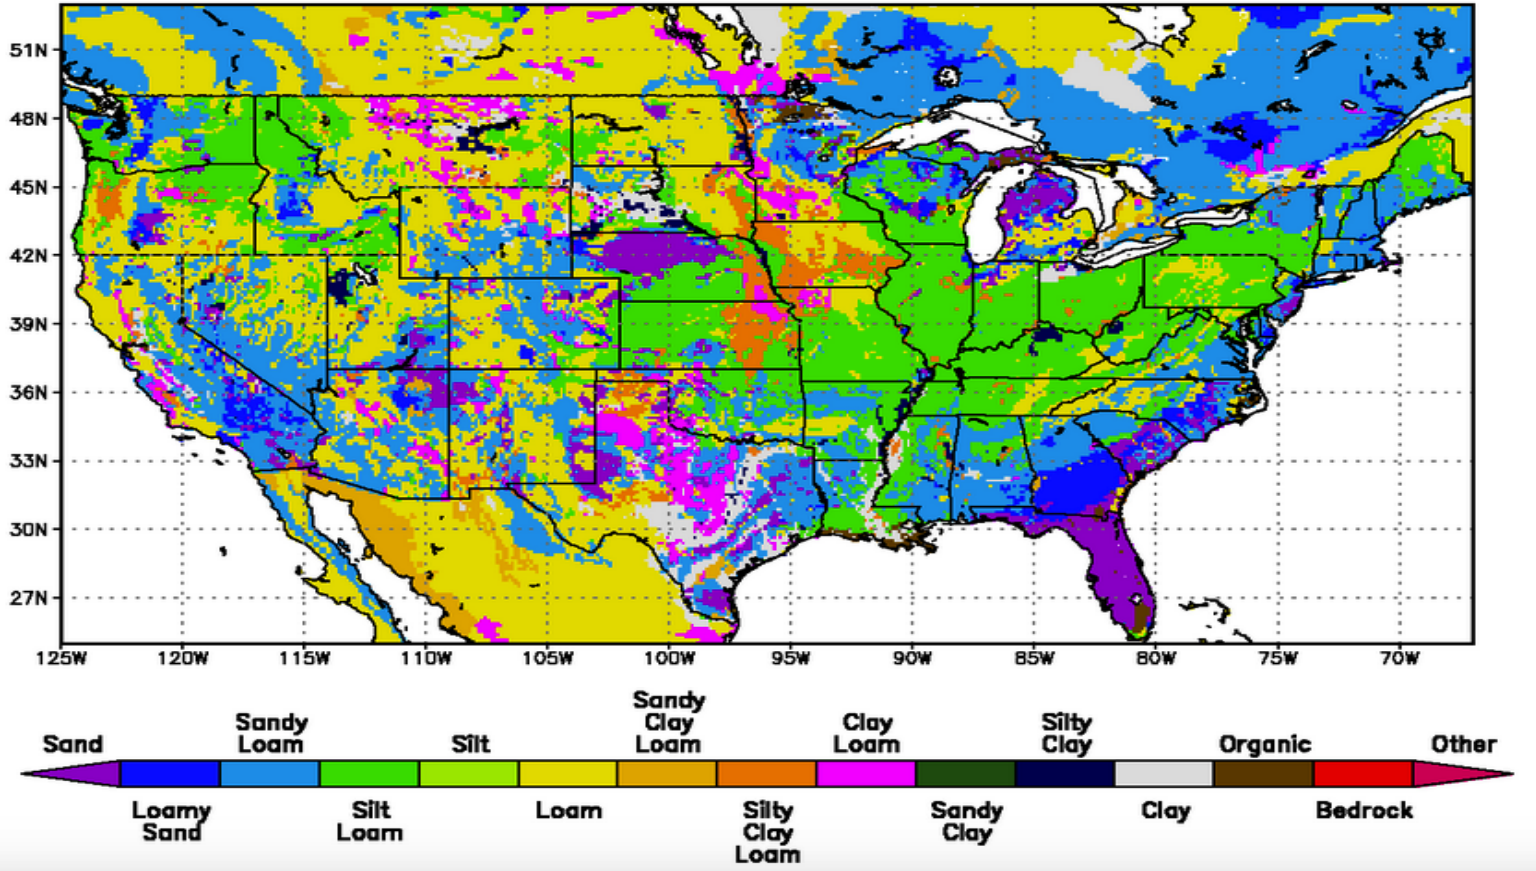 51N
48N
45N
42N
39N
36N
33N
30N
27N
125W 120W 115W 110W 105W 100W 95W 90W 85W 80W 75W 70W
Sandy
Sandy Clay Clay Silty
Sand Loam Silt Loam Loam Clay Organic Other
Loamy Silt Loam Silty Sandy Clay Bedrock
Sand Loam Clay Clay
Loam